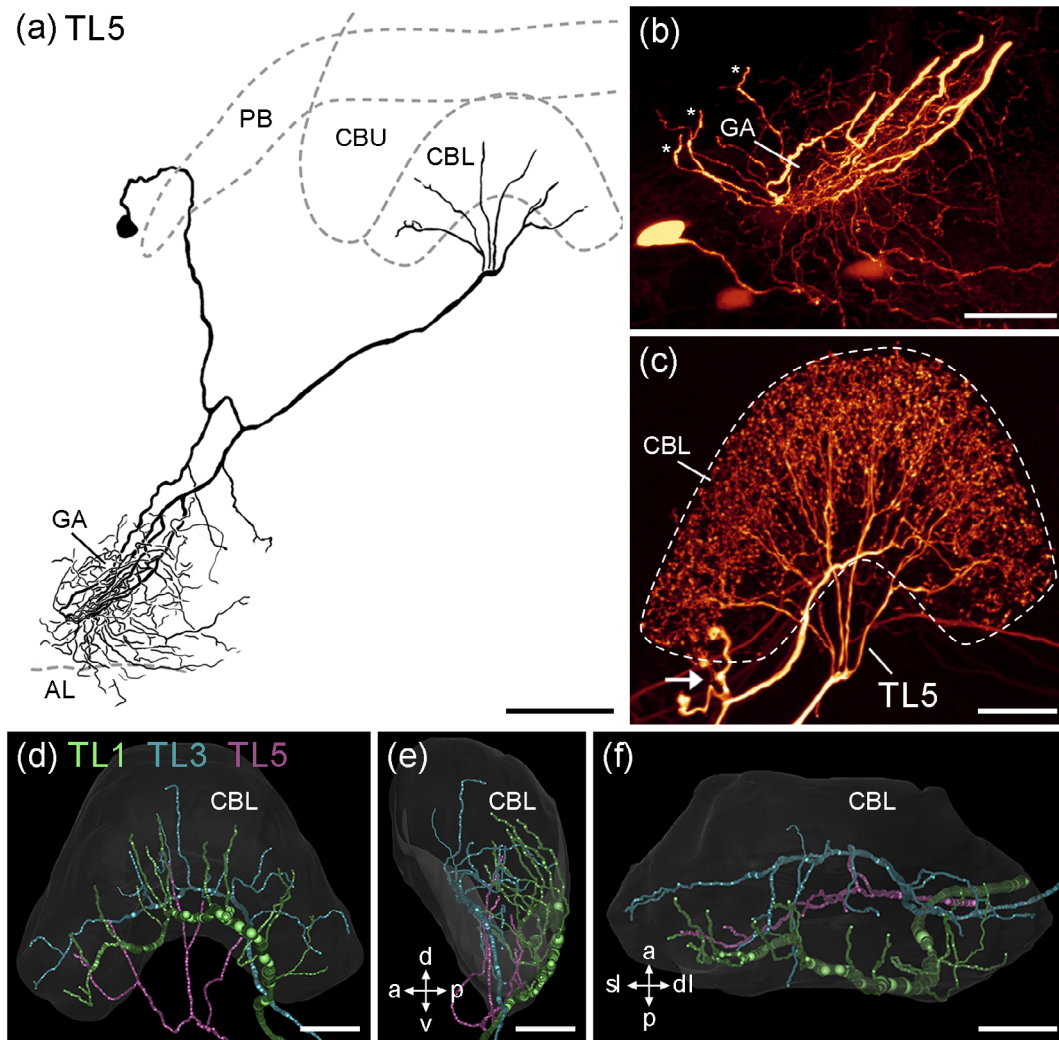 (a) TL5
PB
CBU
CBL
GA
AL
(b)
*
*
*
GA
(c)
CBL
TL5
(d) TL1 TL3 TL5
CBL
(e)
CBL
d
a p
v
(f)
CBL
a
sl dl
p